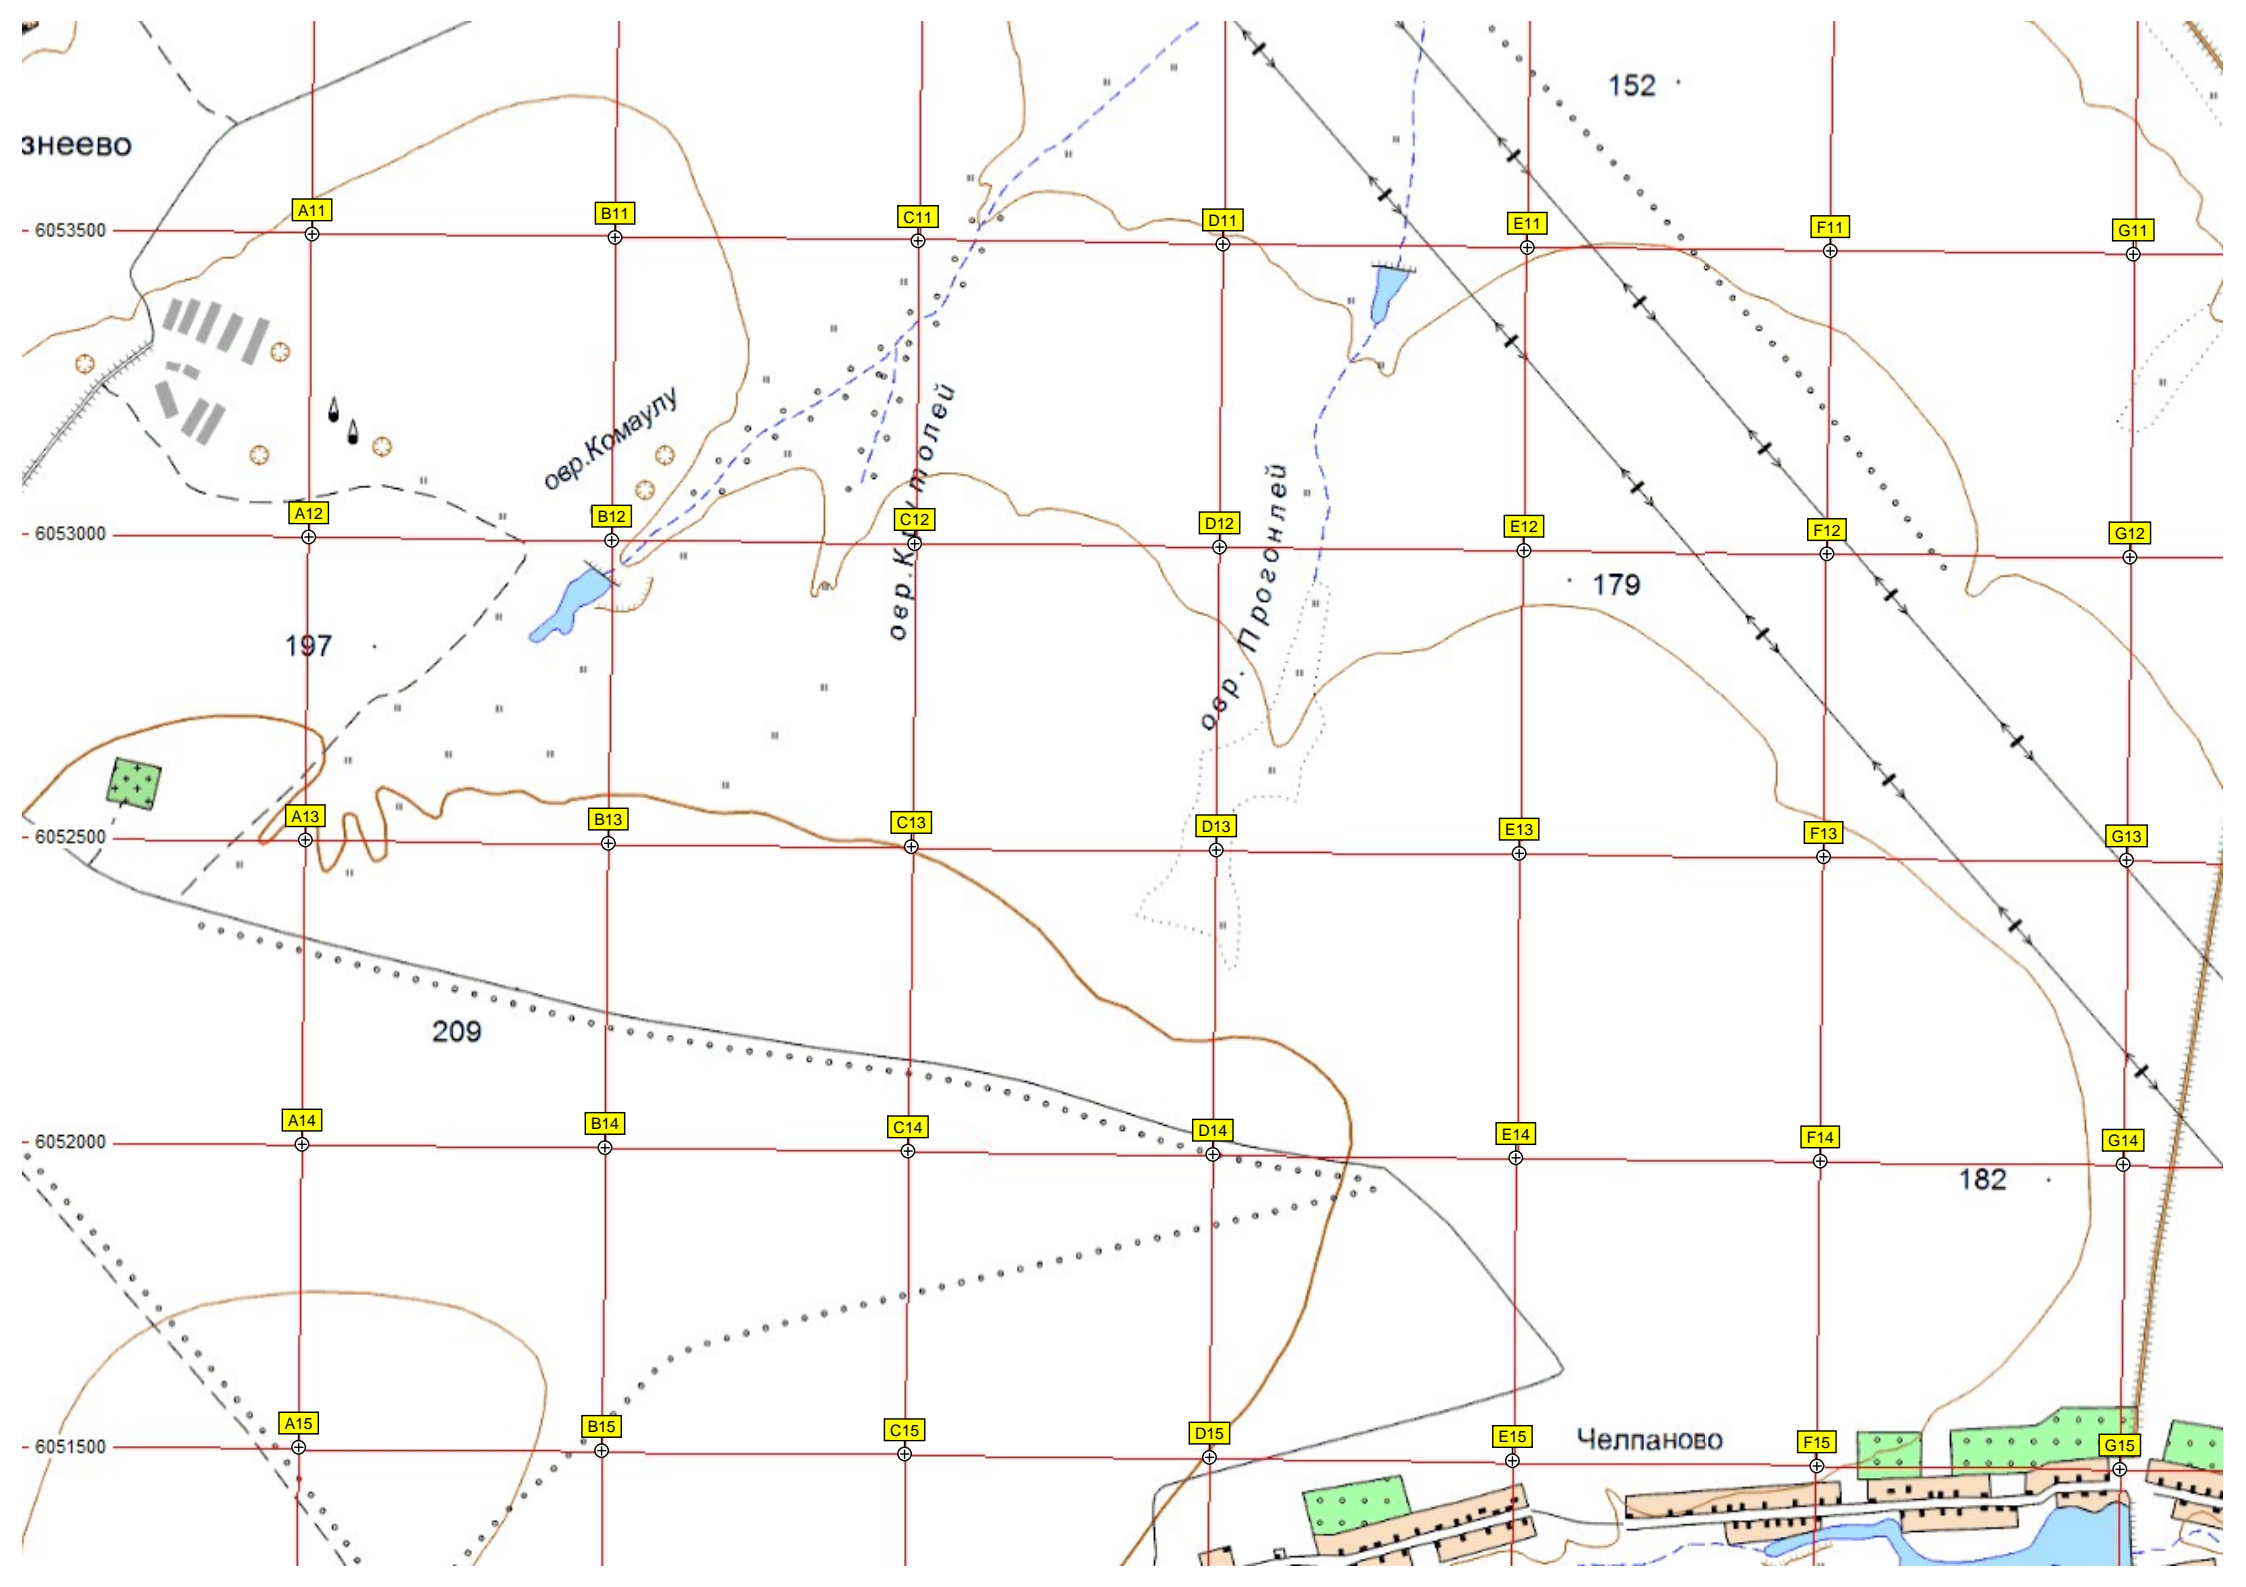 152
знеево
A11 B11 C11 D11 E11 F11 G11
6053500
овр.Комаулу
овр.Куштолей
овр. Прогонлей
A12 B12 C12 D12 E12 F12 G12
6053000
179
197
A13 B13 C13 D13 E13 F13 G13
6052500
209
A14 B14 C14 D14 E14 F14 G14
6052000
182
A15 B15 C15 D15 E15 F15 G15
6051500
Челпаново